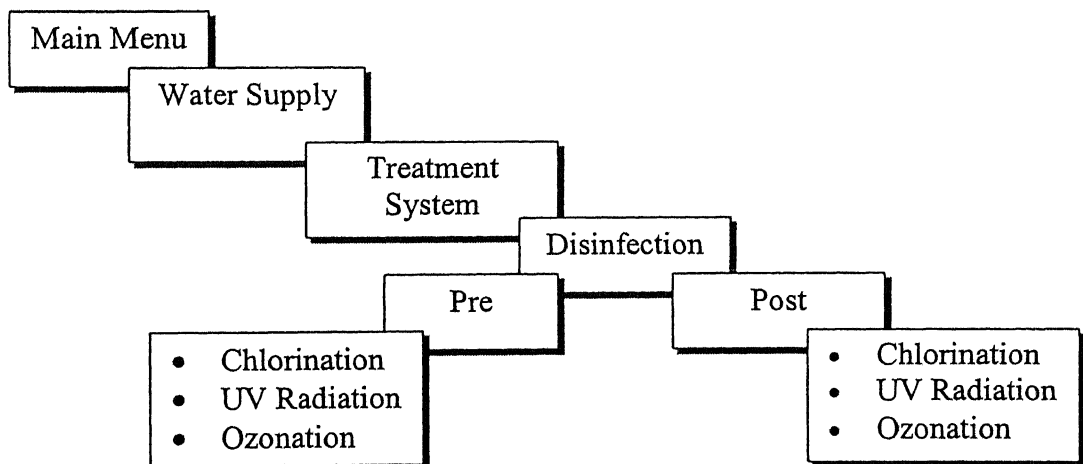 Main Menu
Water Supply
Treatment
System
Disinfection
Pre
Post
• Chlorination
• UV Radiation
• Ozonation
• Chlorination
• UV Radiation
• Ozonation